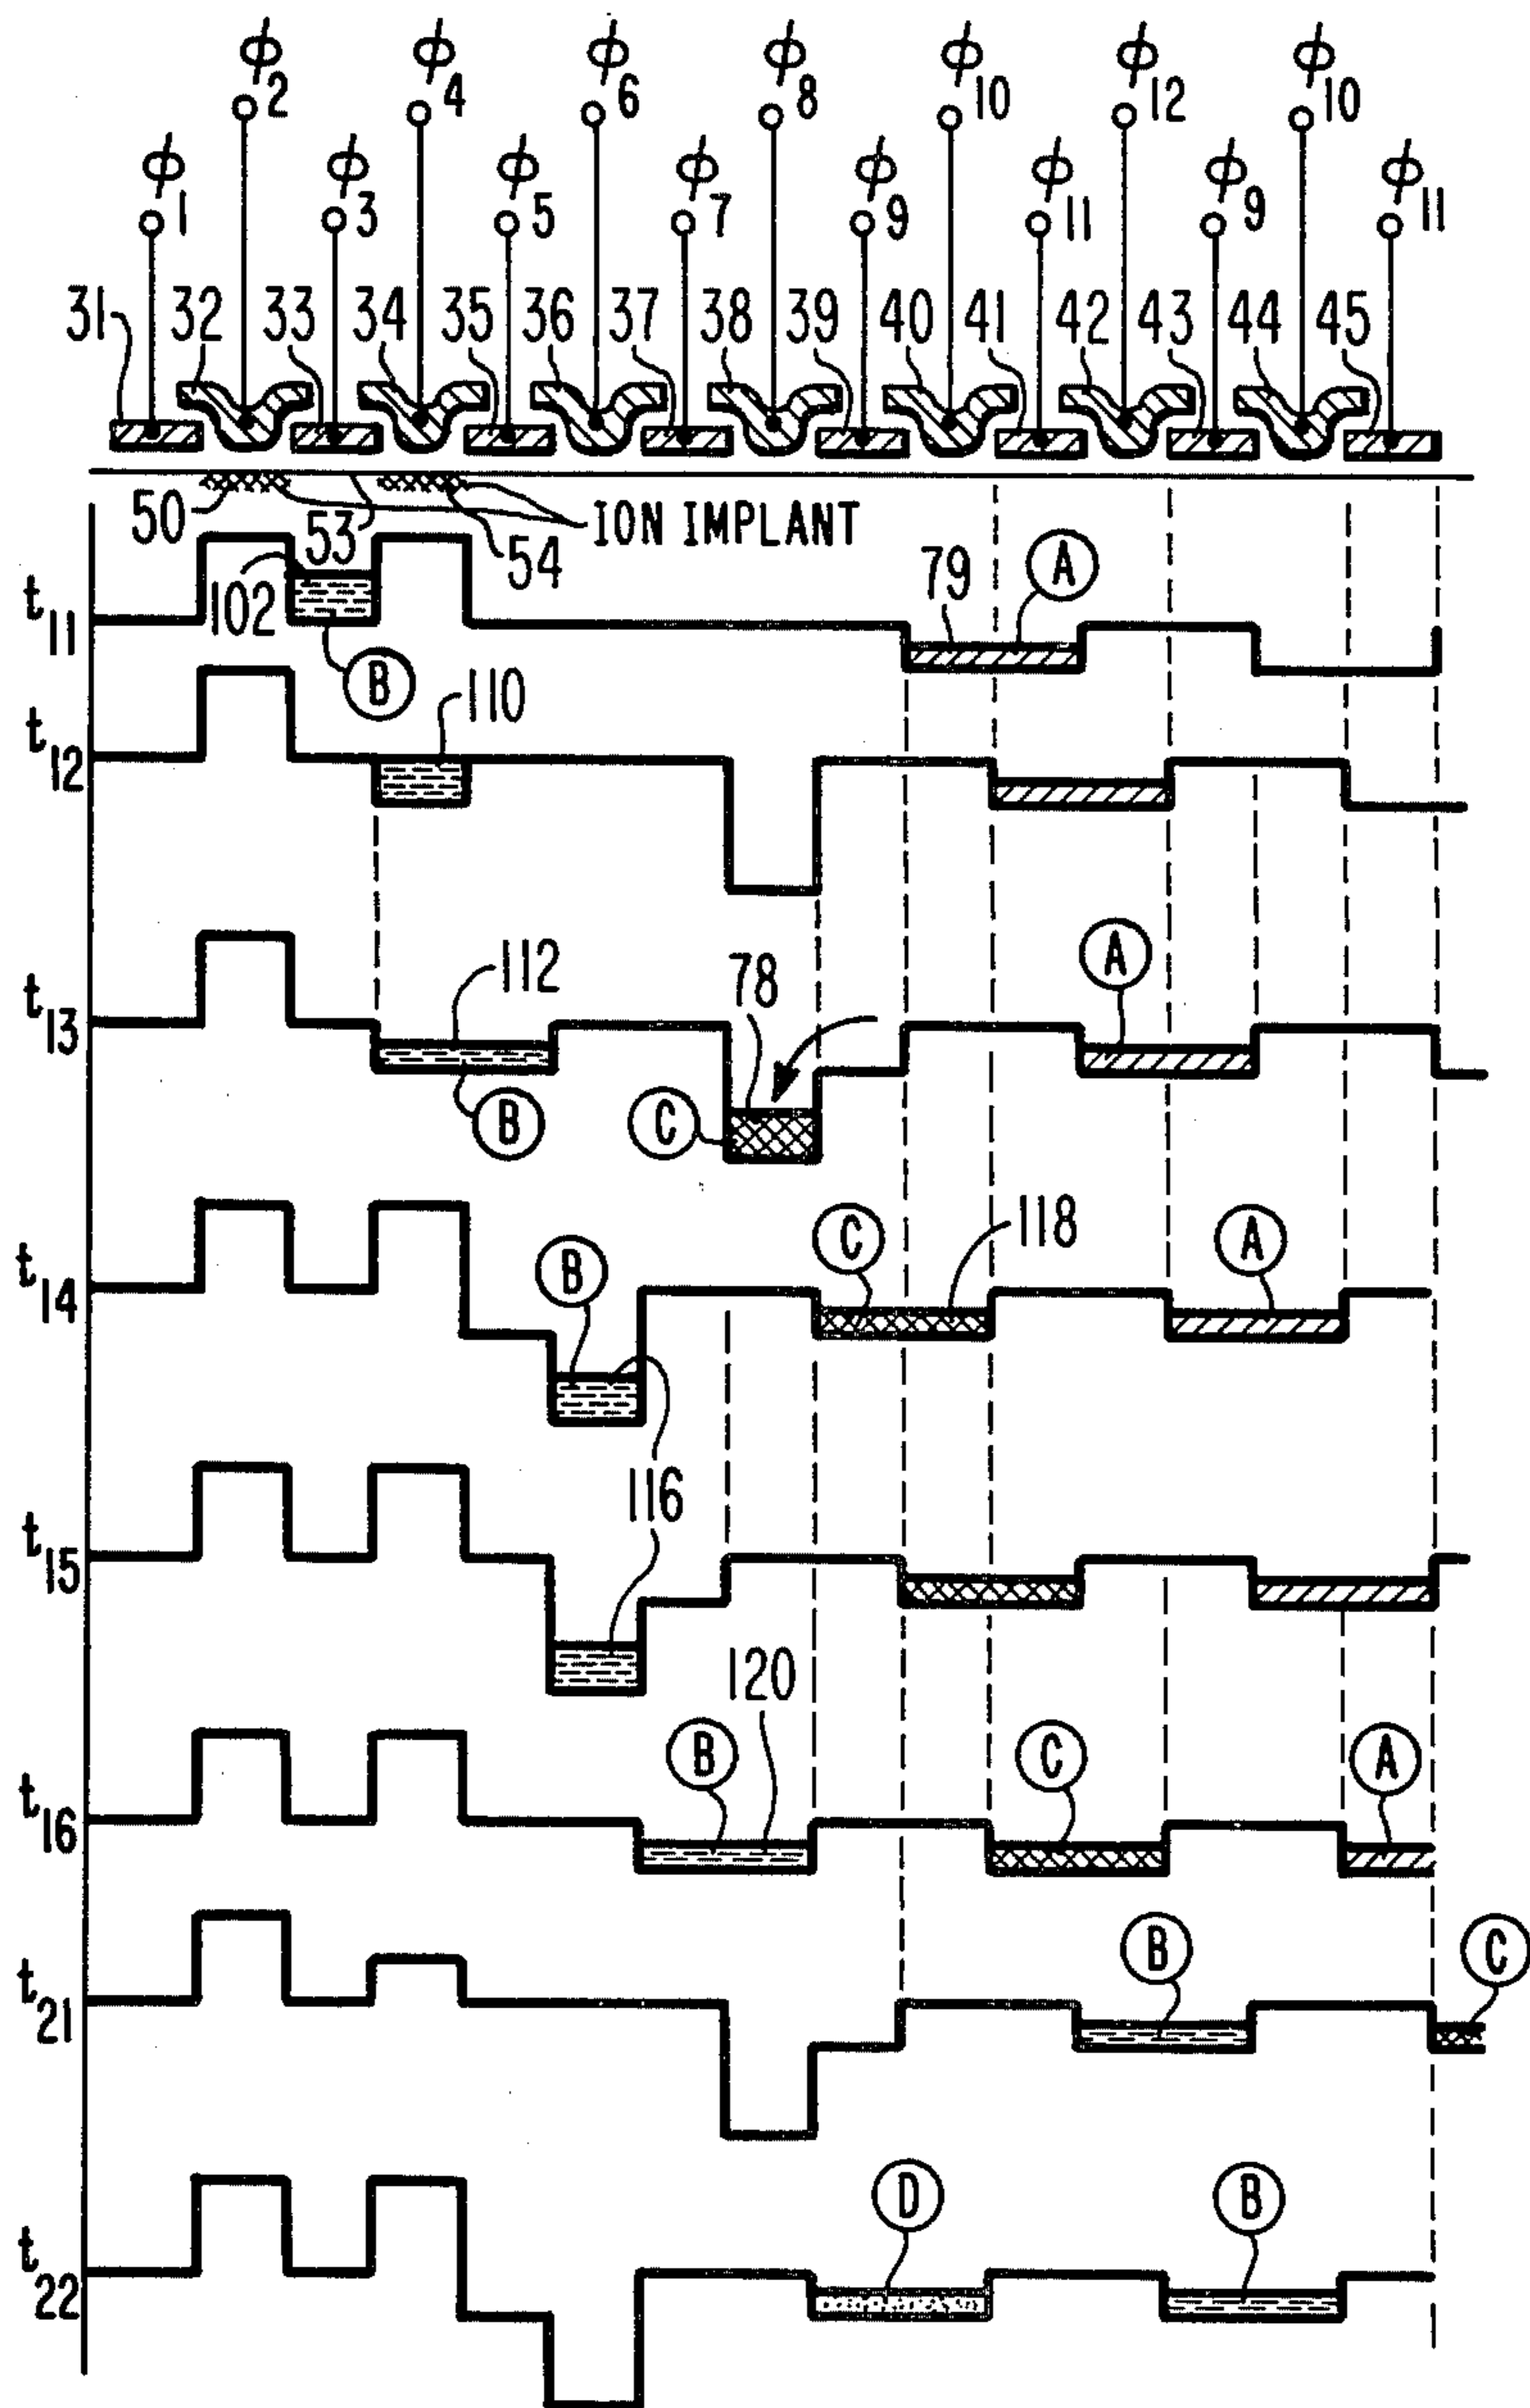 ϕ2 ϕ4 ϕ6 ϕ8 ϕ10 ϕ12 ϕ10
ϕ1 ϕ3 ϕ5 ϕ7 ϕ9 ϕ11 ϕ9 ϕ11
31 32 33 34 35 36 37 38 39 40 41 42 43 44 45
50 53 54 ION IMPLANT
t11 102 B 79 A
t12 110
t13 112 B 78 C A
t14 B C 118 A
116
t15
120
t16 B C A
t21 B C
t22 D B